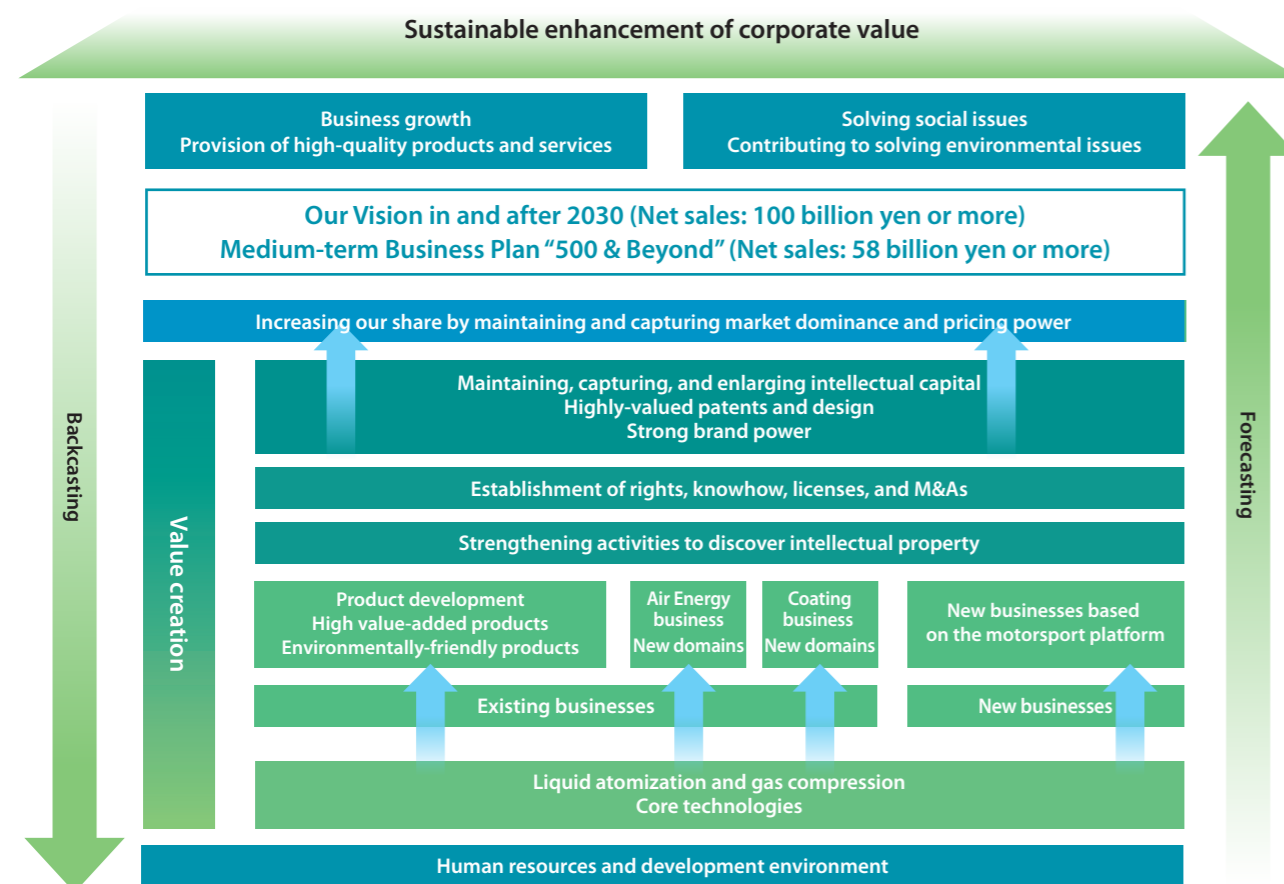 Sustainable enhancement of corporate value
Business growth
Provision of high-quality products and services
Solving social issues
Contributing to solving environmental issues
Our Vision in and after 2030 (Net sales: 100 billion yen or more)
Medium-term Business Plan “500 & Beyond” (Net sales: 58 billion yen or more)
Increasing our share by maintaining and capturing market dominance and pricing power
Backcasting
Value creation
Maintaining, capturing, and enlarging intellectual capital
Highly-valued patents and design
Strong brand power
Establishment of rights, knowhow, licenses, and M&As
Strengthening activities to discover intellectual property
Product development
High value-added products
Environmentally-friendly products
Air Energy
business
New domains
Coating
business
New domains
New businesses based
on the motorsport platform
Existing businesses
New businesses
Liquid atomization and gas compression
Core technologies
Forecasting
Human resources and development environment